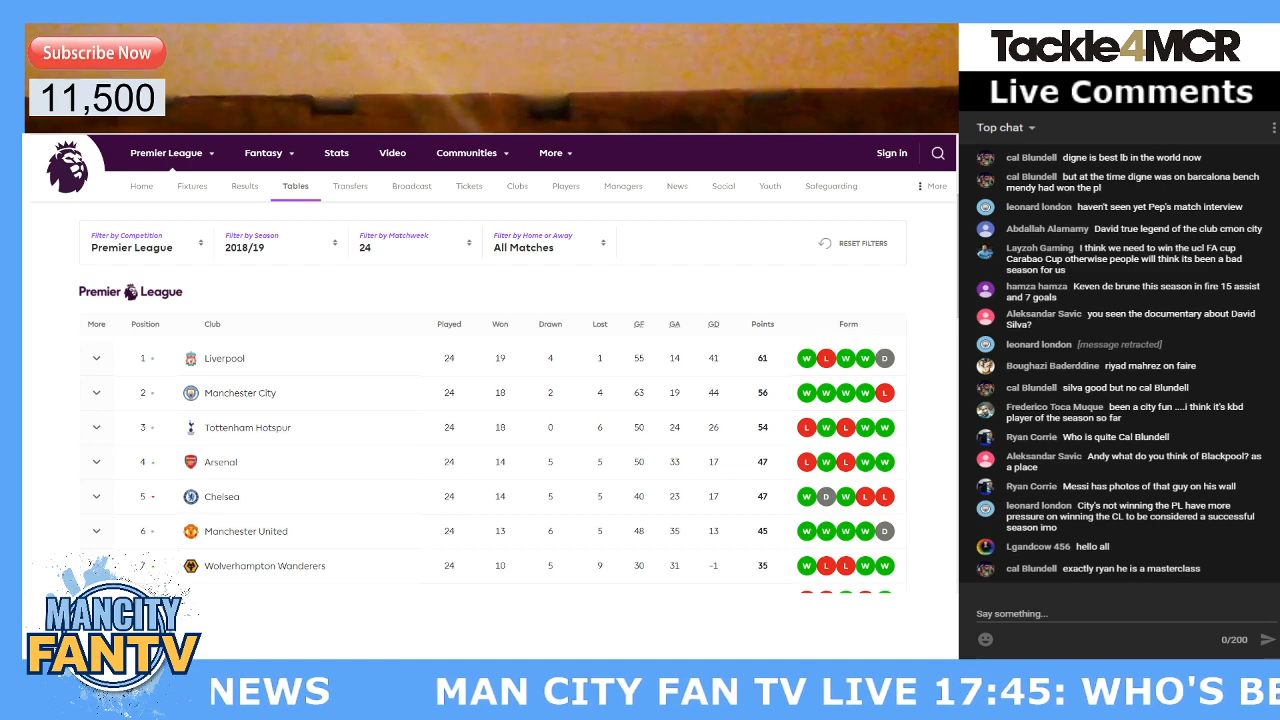 Subscribe Now
11,500
Tackle4MCR
Live Comments
Premier League Fantasy Stats Video Communities More Sign in
Home Fixtures Results Tables Transfers Broadcast Tickets Clubs Players Managers News Social Youth Safeguarding More
Filter by Competition Filter by Season Filter by Matchweek Filter by Home or Away
Premier League 2018/19 24 All Matches RESET FILTERS
Premier League
More Position Club Played Won Drawn Lost GF GA GD Points Form
1 Liverpool 24 19 4 1 55 14 41 61 W L W W D
2 Manchester City 24 18 2 4 63 19 44 56 W W W W L
3 Tottenham Hotspur 24 18 0 6 50 24 26 54 L W L W W
4 Arsenal 24 14 5 5 50 33 17 47 L W L W W
5 Chelsea 24 14 5 5 40 23 17 47 W D W L L
6 Manchester United 24 13 6 5 48 35 13 45 W W W W D
Wolverhampton Wanderers 24 10 5 9 30 31 -1 35 W L L W W
Top chat
cal Blundell digne is best lb in the world now
cal Blundell but at the time digne was on barcalona bench
mendy had won the pl
leonard london haven't seen yet Pep's match interview
Abdallah Alamamy David true legend of the club cmon city
Layzoh Gaming I think we need to win the ucl FA cup
Carabao Cup otherwise people will think its been a bad
season for us
hamza hamza Keven de brune this season in fire 15 assist
and 7 goals
Aleksandar Savic you seen the documentary about David
Silva?
leonard london [message retracted]
Boughazi Baderddine riyad mahrez on faire
cal Blundell silva good but no cal Blundell
Frederico Toca Muque been a city fun ....i think it's kbd
player of the season so far
Ryan Corrie Who is quite Cal Blundell
Aleksandar Savic Andy what do you think of Blackpool? as
a place
Ryan Corrie Messi has photos of that guy on his wall
leonard london City's not winning the PL have more
pressure on winning the CL to be considered a successful
season imo
Lgandcow 456 hello all
cal Blundell exactly ryan he is a masterclass
Say something...
0/200
MANCITY
FANTV
NEWS MAN CITY FAN TV LIVE 17:45: WHO'S BE